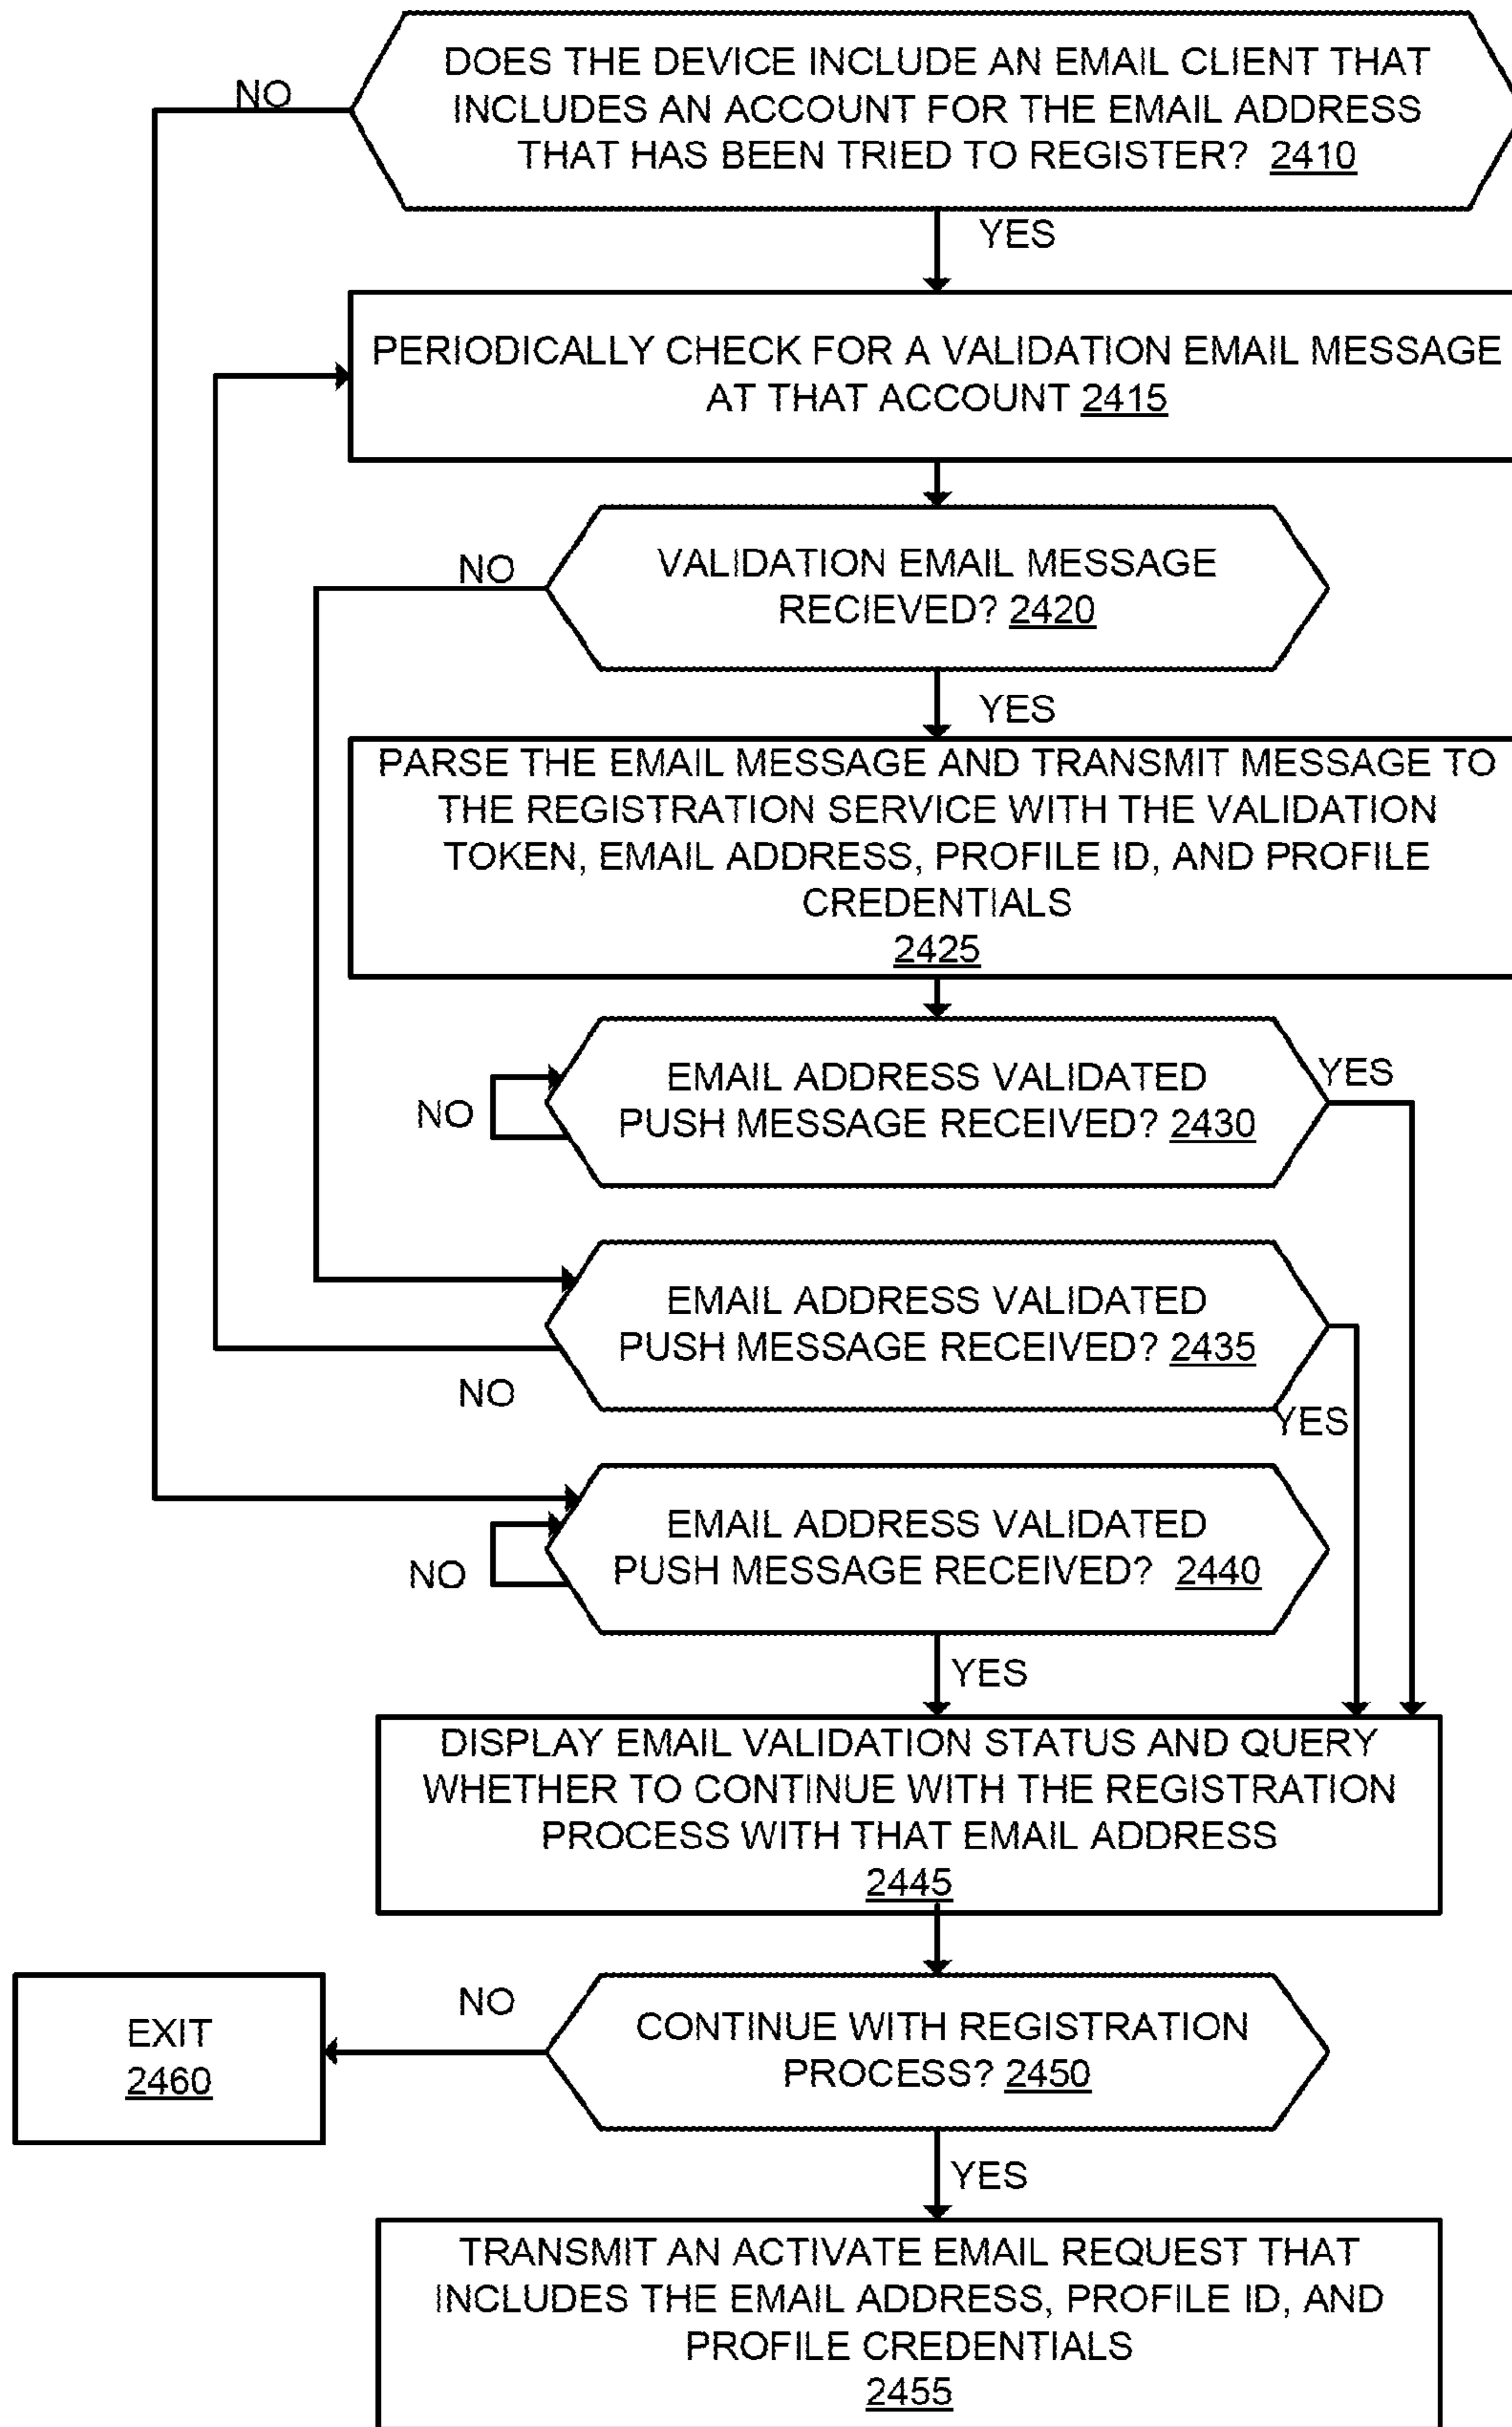 DOES THE DEVICE INCLUDE AN EMAIL CLIENT THAT
INCLUDES AN ACCOUNT FOR THE EMAIL ADDRESS
THAT HAS BEEN TRIED TO REGISTER? 2410
NO
YES
PERIODICALLY CHECK FOR A VALIDATION EMAIL MESSAGE
AT THAT ACCOUNT 2415
NO
VALIDATION EMAIL MESSAGE
RECIEVED? 2420
YES
PARSE THE EMAIL MESSAGE AND TRANSMIT MESSAGE TO
THE REGISTRATION SERVICE WITH THE VALIDATION
TOKEN, EMAIL ADDRESS, PROFILE ID, AND PROFILE
CREDENTIALS
2425
EMAIL ADDRESS VALIDATED
PUSH MESSAGE RECEIVED? 2430
YES
NO
EMAIL ADDRESS VALIDATED
PUSH MESSAGE RECEIVED? 2435
NO
YES
EMAIL ADDRESS VALIDATED
PUSH MESSAGE RECEIVED? 2440
NO
YES
DISPLAY EMAIL VALIDATION STATUS AND QUERY
WHETHER TO CONTINUE WITH THE REGISTRATION
PROCESS WITH THAT EMAIL ADDRESS
2445
NO
CONTINUE WITH REGISTRATION
PROCESS? 2450
EXIT
2460
YES
TRANSMIT AN ACTIVATE EMAIL REQUEST THAT
INCLUDES THE EMAIL ADDRESS, PROFILE ID, AND
PROFILE CREDENTIALS
2455